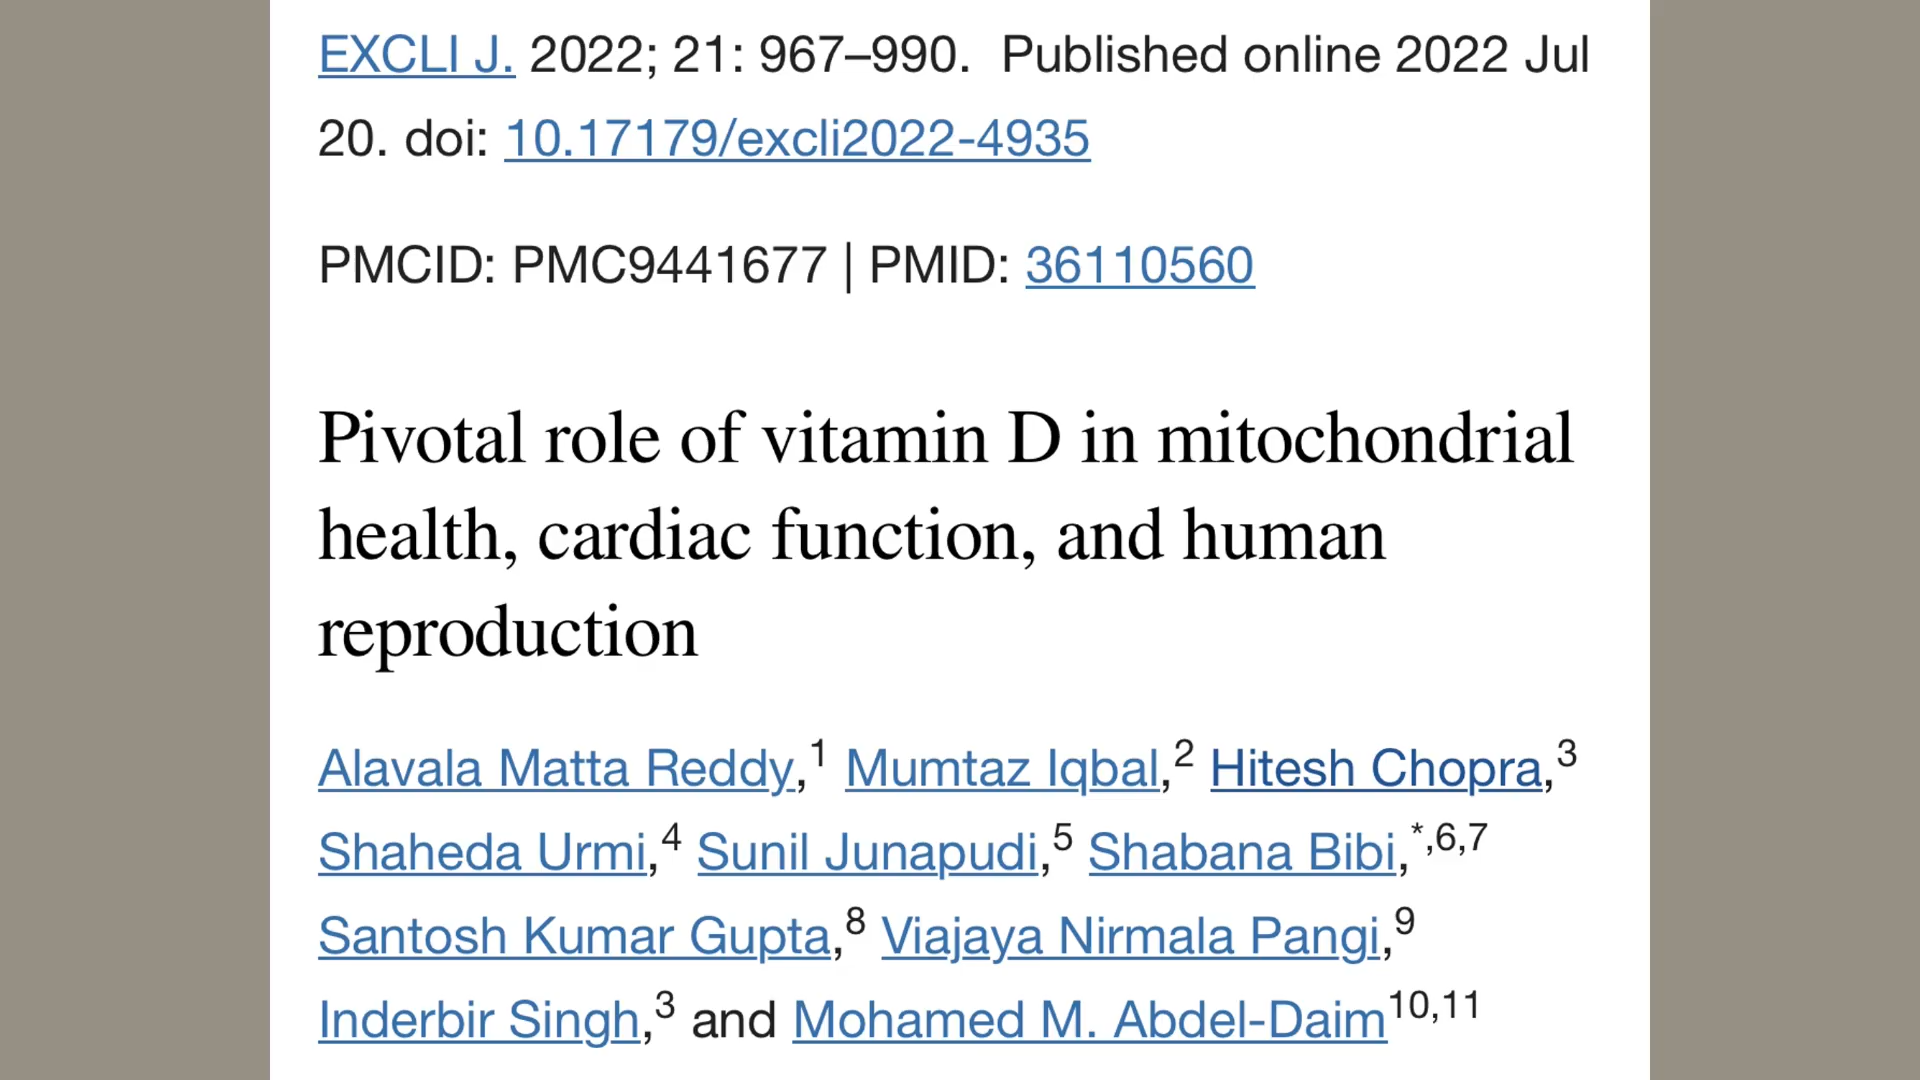 EXCLI J. 2022; 21: 967–990. Published online 2022 Jul
20. doi: 10.17179/excli2022-4935
PMCID: PMC9441677 | PMID: 36110560
Pivotal role of vitamin D in mitochondrial
health, cardiac function, and human
reproduction
Alavala Matta Reddy,1 Mumtaz Iqbal,2 Hitesh Chopra,3
Shaheda Urmi,4 Sunil Junapudi,5 Shabana Bibi,*,6,7
Santosh Kumar Gupta,8 Viajaya Nirmala Pangi,9
Inderbir Singh,3 and Mohamed M. Abdel-Daim10,11